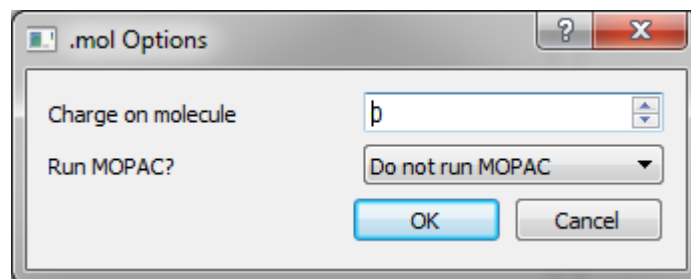 .mol Options
?
Charge on molecule 0
Run MOPAC? Do not run MOPAC
OK Cancel